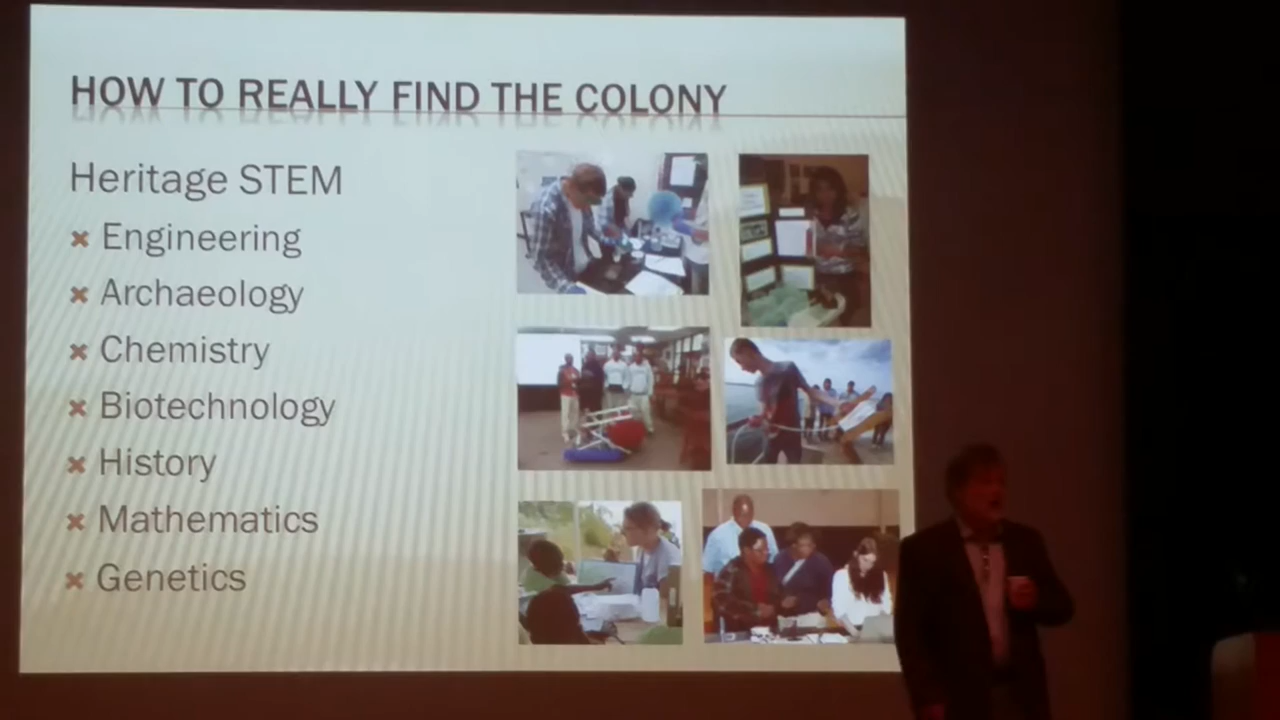 HOW TO REALLY FIND THE COLONY
Heritage STEM
Engineering
Archaeology
Chemistry
Biotechnology
History
Mathematics
Genetics